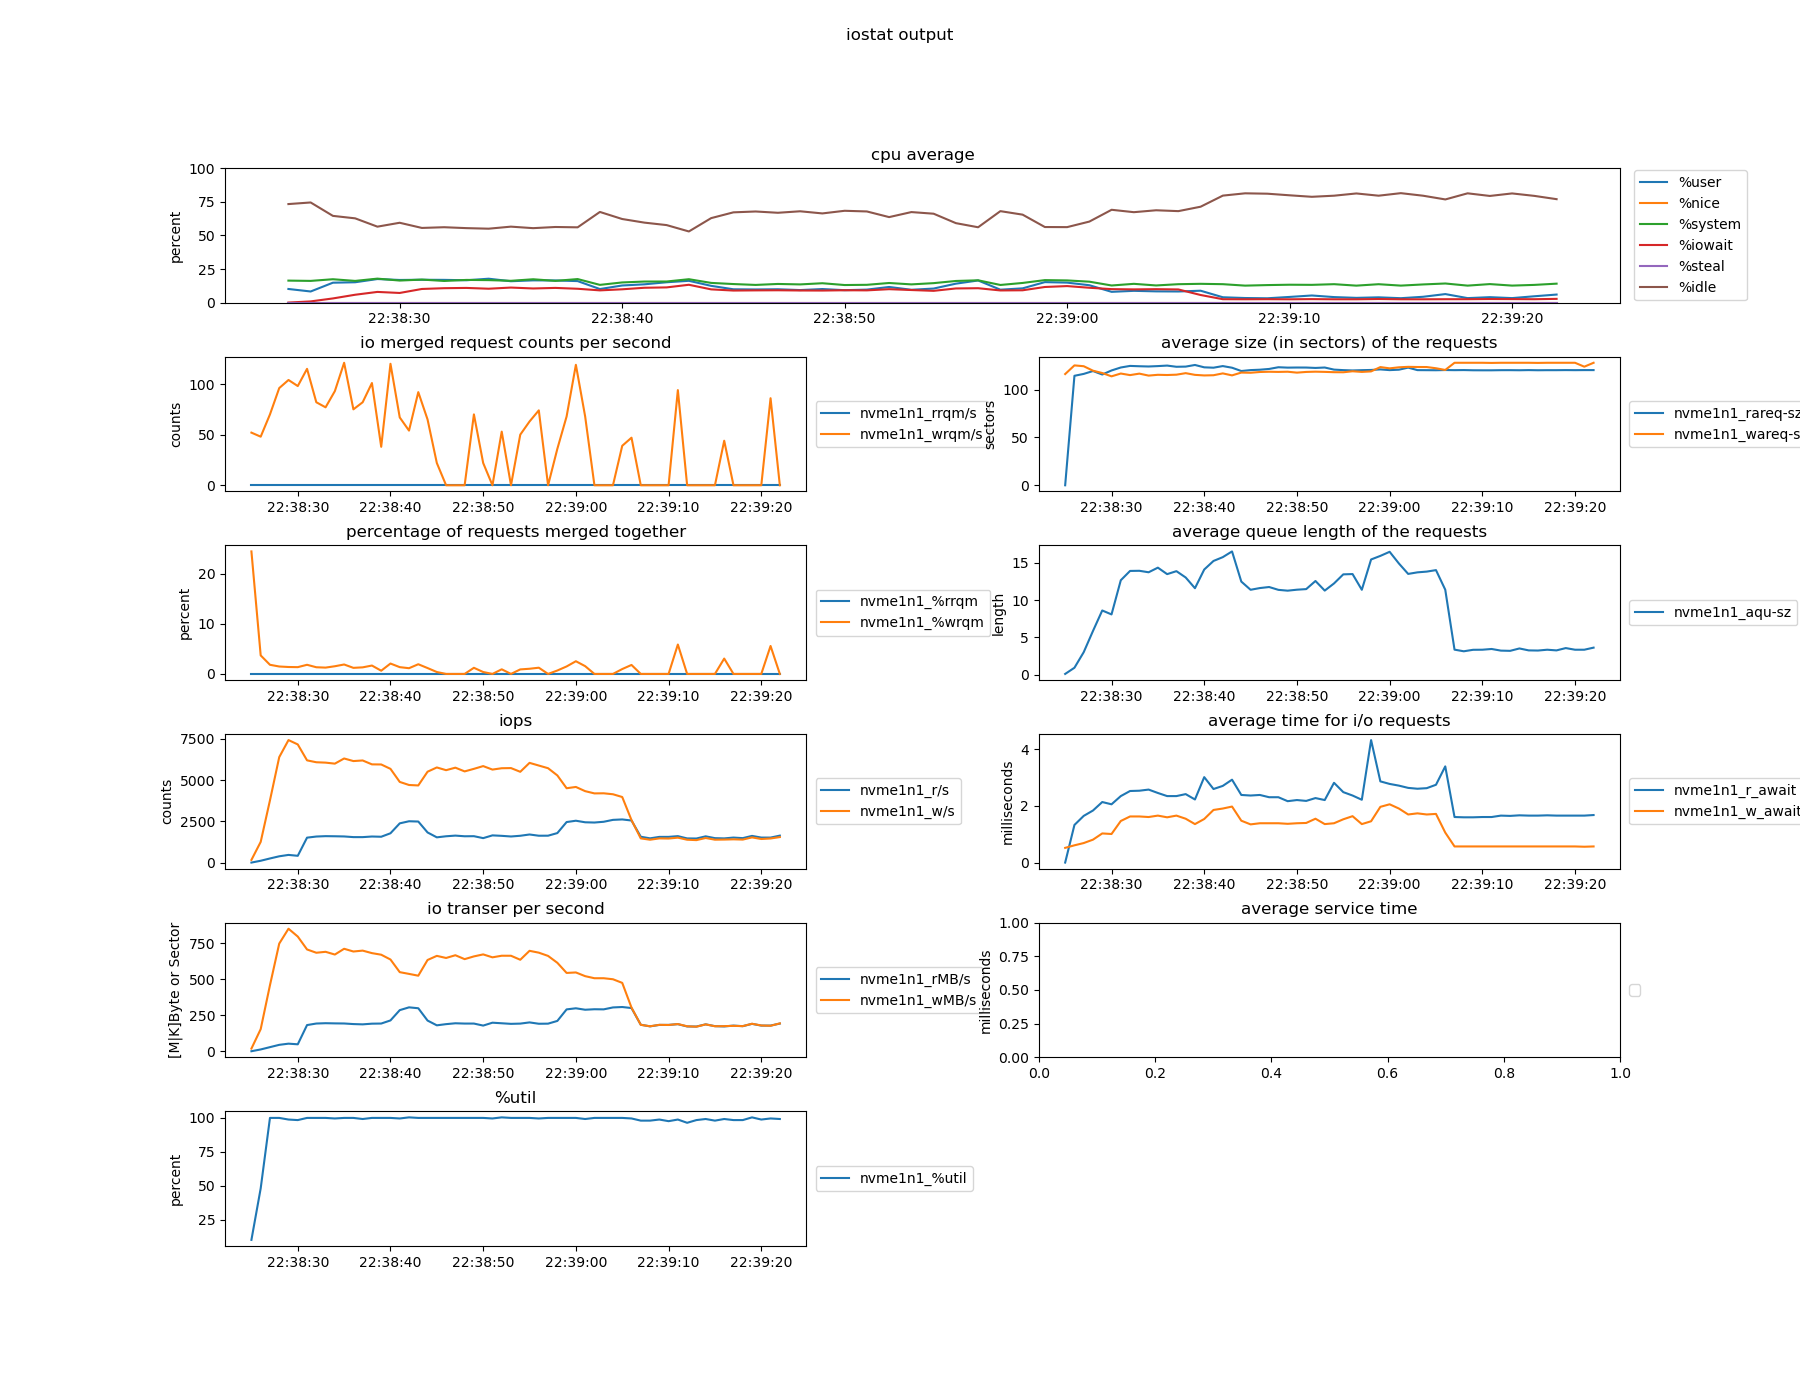 iostat output
cpu average
percent
100
75
50
25
0
22:38:30 22:38:40 22:38:50 22:39:00 22:39:10 22:39:20
%user
%nice
%system
%iowait
%steal
%idle
io merged request counts per second
counts
100
50
0
22:38:30 22:38:40 22:38:50 22:39:00 22:39:10 22:39:20
nvme1n1_rrqm/s
nvme1n1_wrqm/s
average size (in sectors) of the requests
sectors
100
50
0
22:38:30 22:38:40 22:38:50 22:39:00 22:39:10 22:39:20
nvme1n1_rareq-sz
nvme1n1_wareq-s
percentage of requests merged together
percent
20
10
0
22:38:30 22:38:40 22:38:50 22:39:00 22:39:10 22:39:20
nvme1n1_%rrqm
nvme1n1_%wrqm
average queue length of the requests
length
15
10
5
0
22:38:30 22:38:40 22:38:50 22:39:00 22:39:10 22:39:20
nvme1n1_aqu-sz
iops
counts
7500
5000
2500
0
22:38:30 22:38:40 22:38:50 22:39:00 22:39:10 22:39:20
nvme1n1_r/s
nvme1n1_w/s
average time for i/o requests
milliseconds
4
2
0
22:38:30 22:38:40 22:38:50 22:39:00 22:39:10 22:39:20
nvme1n1_r_await
nvme1n1_w_await
io transer per second
[M|K]Byte or Sector
750
500
250
0
22:38:30 22:38:40 22:38:50 22:39:00 22:39:10 22:39:20
nvme1n1_rMB/s
nvme1n1_wMB/s
average service time
milliseconds
1.00
0.75
0.50
0.25
0.00
0.0 0.2 0.4 0.6 0.8 1.0
%util
percent
100
75
50
25
22:38:30 22:38:40 22:38:50 22:39:00 22:39:10 22:39:20
nvme1n1_%util